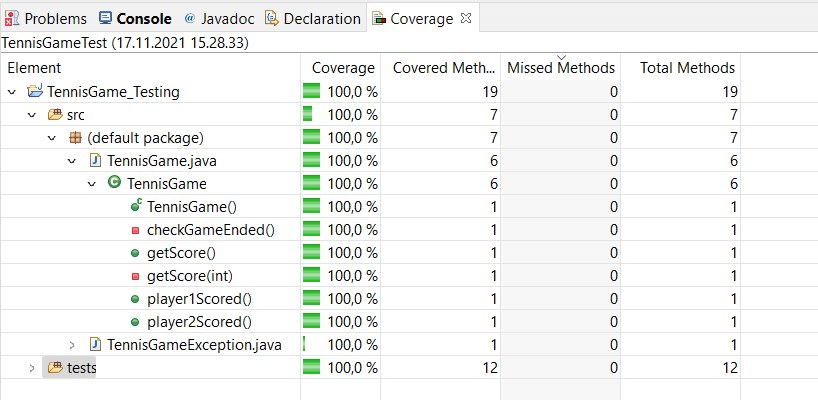 Problems Console @ Javadoc Declaration Coverage
TennisGameTest (17.11.2021 15.28.33)
Element Coverage Covered Meth... Missed Methods Total Methods
TennisGame_Testing 100,0 % 19 0 19
src 100,0 % 7 0 7
(default package) 100,0 % 7 0 7
TennisGame.java 100,0 % 6 0 6
TennisGame 100,0 % 6 0 6
TennisGame() 100,0 % 1 0 1
checkGameEnded() 100,0 % 1 0 1
getScore() 100,0 % 1 0 1
getScore(int) 100,0 % 1 0 1
player1Scored() 100,0 % 1 0 1
player2Scored() 100,0 % 1 0 1
TennisGameException.java 100,0 % 1 0 1
tests 100,0 % 12 0 12